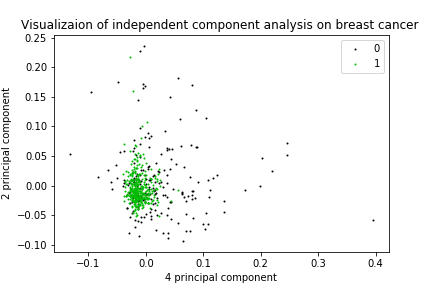 Visualizaion of independent component analysis on breast cancer
0
1
0.25
0.20
0.15
0.10
0.05
0.00
−0.05
−0.10
2 principal component
−0.1 0.0 0.1 0.2 0.3 0.4
4 principal component